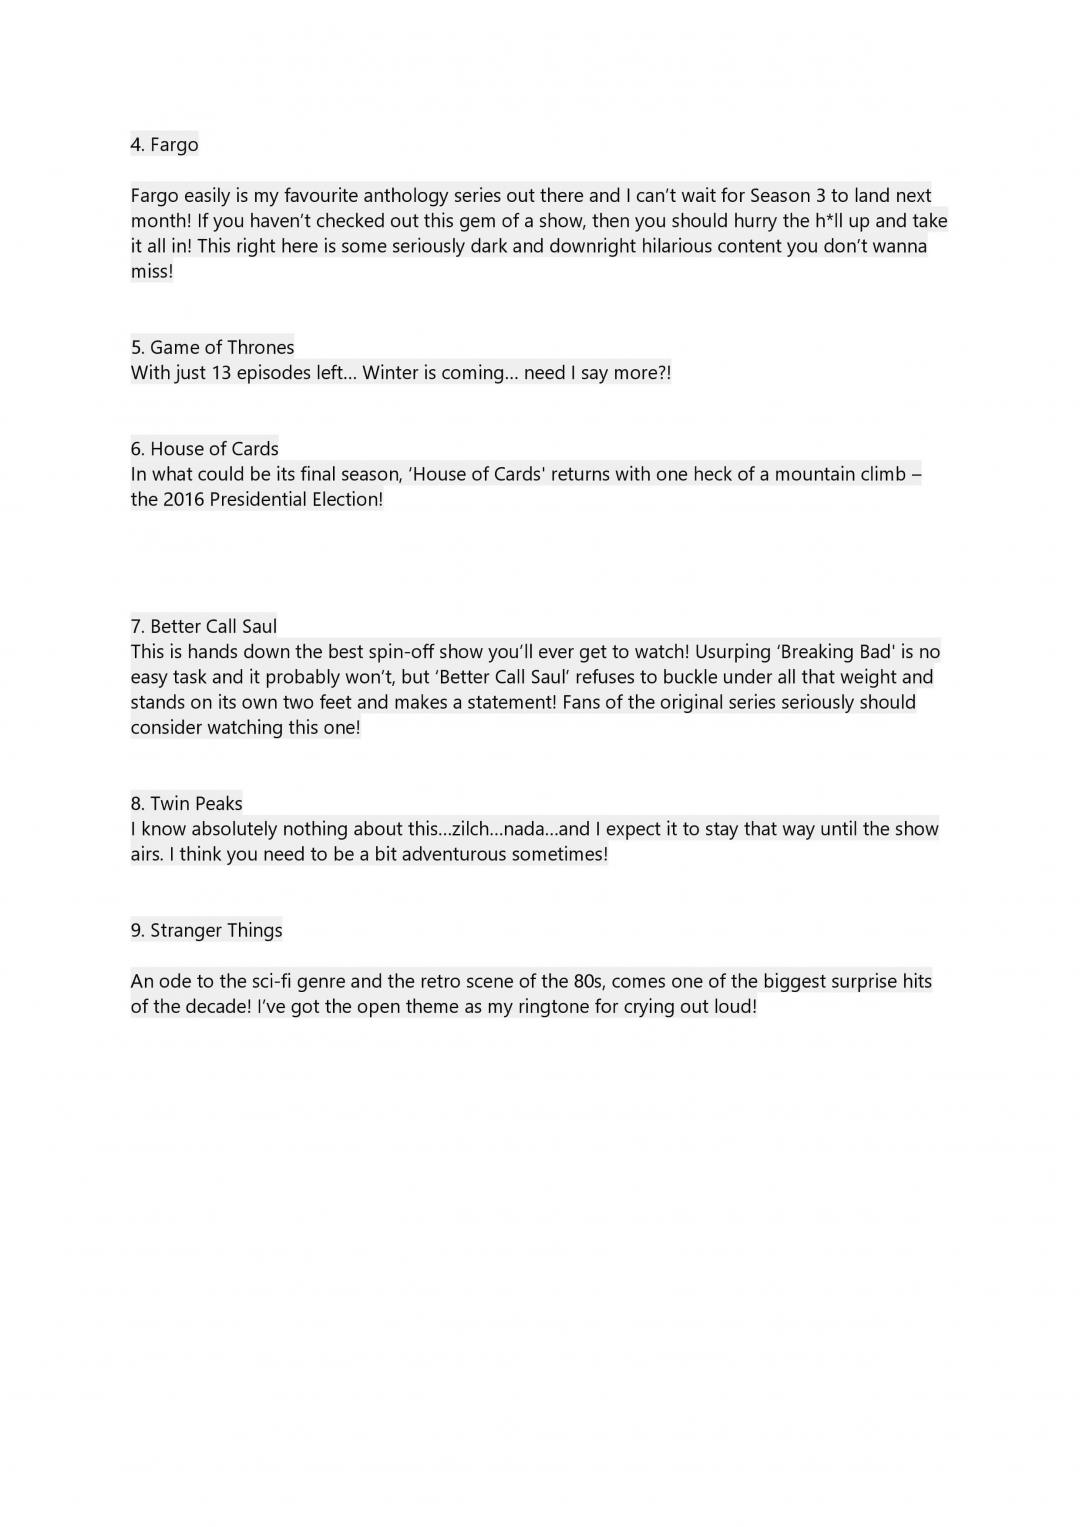 4. Fargo
Fargo easily is my favourite anthology series out there and I can’t wait for Season 3 to land next
month! If you haven’t checked out this gem of a show, then you should hurry the h*ll up and take
it all in! This right here is some seriously dark and downright hilarious content you don’t wanna
miss!
5. Game of Thrones
With just 13 episodes left... Winter is coming... need I say more?!
6. House of Cards
In what could be its final season, ‘House of Cards' returns with one heck of a mountain climb –
the 2016 Presidential Election!
7. Better Call Saul
This is hands down the best spin-off show you’ll ever get to watch! Usurping ‘Breaking Bad' is no
easy task and it probably won’t, but ‘Better Call Saul’ refuses to buckle under all that weight and
stands on its own two feet and makes a statement! Fans of the original series seriously should
consider watching this one!
8. Twin Peaks
I know absolutely nothing about this...zilch...nada...and I expect it to stay that way until the show
airs. I think you need to be a bit adventurous sometimes!
9. Stranger Things
An ode to the sci-fi genre and the retro scene of the 80s, comes one of the biggest surprise hits
of the decade! I’ve got the open theme as my ringtone for crying out loud!